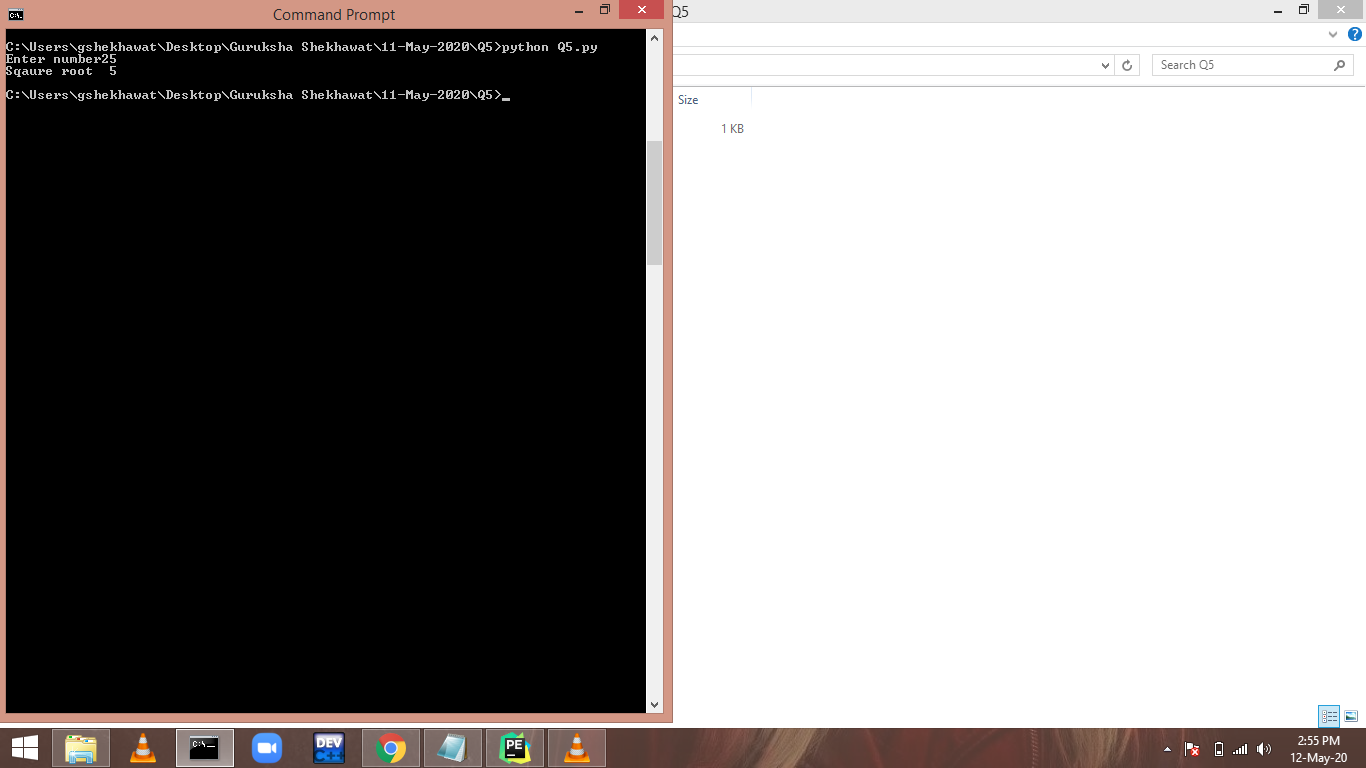 Command Prompt
C:\Users\gshekhawat\Desktop\Guruksha Shekhawat\11-May-2020\Q5>python Q5.py
Enter number25
Sqaure root  5
C:\Users\gshekhawat\Desktop\Guruksha Shekhawat\11-May-2020\Q5>
Q5
Search Q5
Size
1 KB
C:\
DEV
C++
PE
2:55 PM
12-May-20